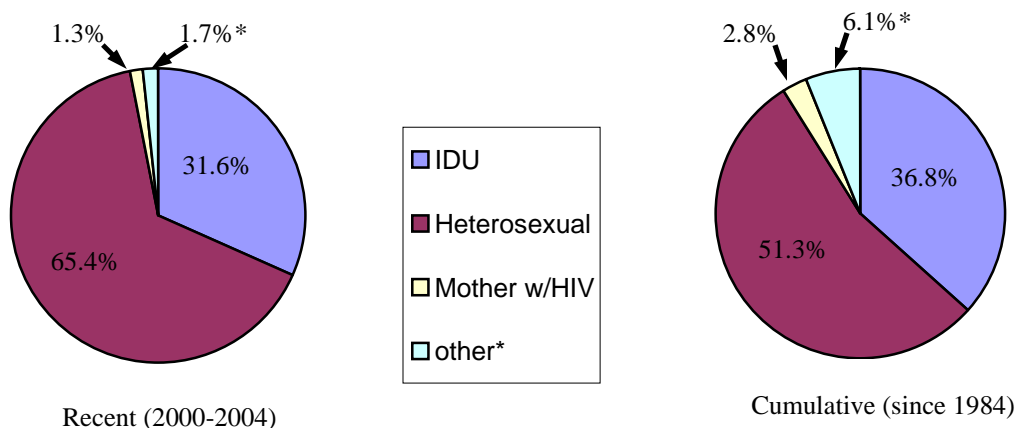 1.3%
1.7%*
31.6%
65.4%
Recent (2000-2004)
IDU
Heterosexual
Mother w/HIV
other*
2.8%
6.1%*
36.8%
51.3%
Cumulative (since 1984)